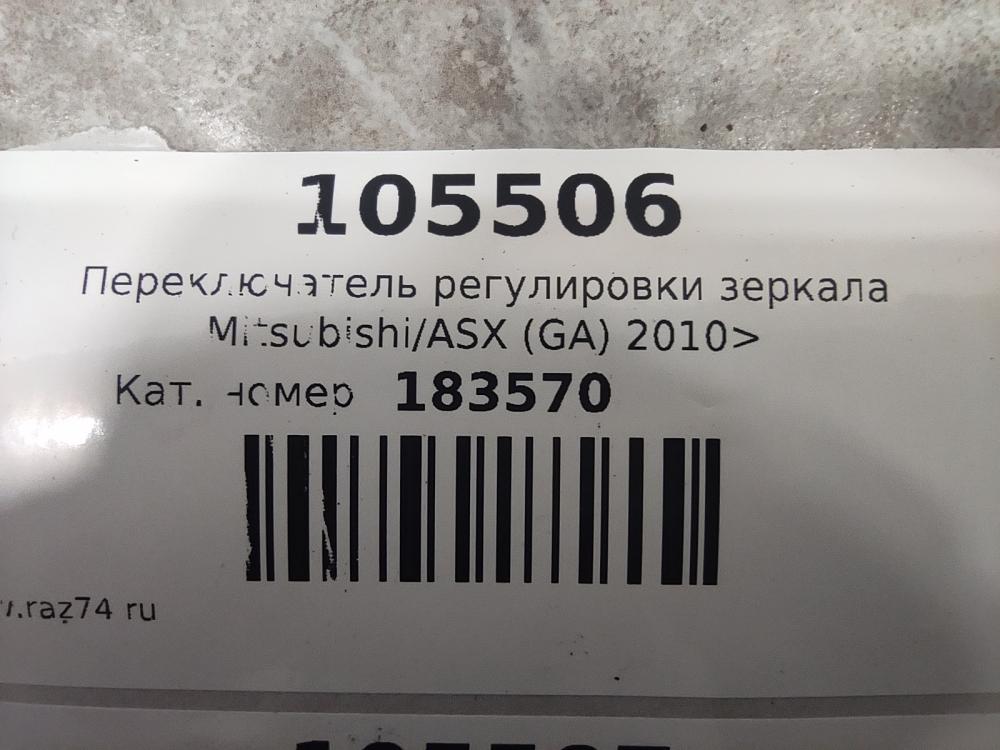 105506
Переключатель регулировки зеркала
Mitsubishi/ASX (GA) 2010>
Кат. номер 183570
.raz74 ru